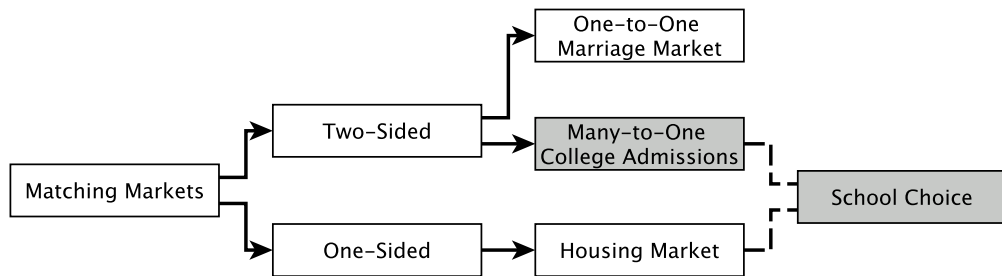 One-to-One
Marriage Market
Two-Sided
Many-to-One
College Admissions
Matching Markets
School Choice
One-Sided
Housing Market